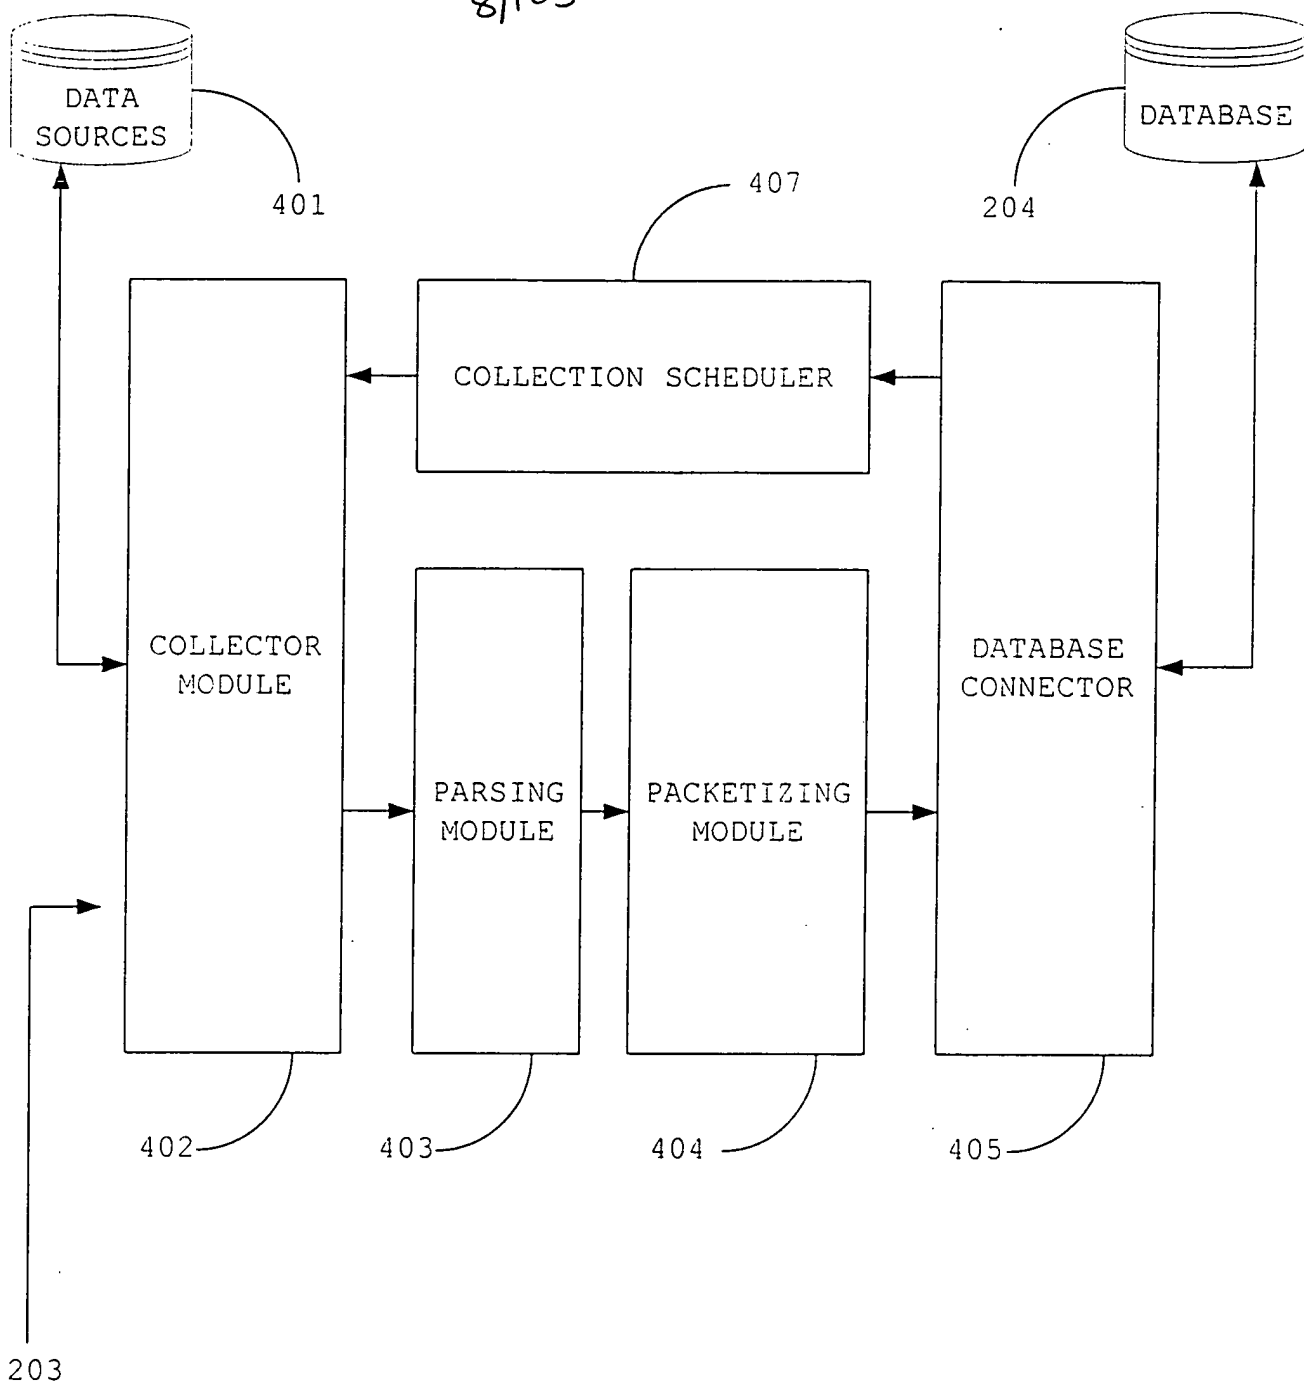 DATA
SOURCES
DATABASE
401
407
204
COLLECTION SCHEDULER
COLLECTOR
MODULE
DATABASE
CONNECTOR
PARSING
MODULE
PACKETIZING
MODULE
402
403
404
405
203